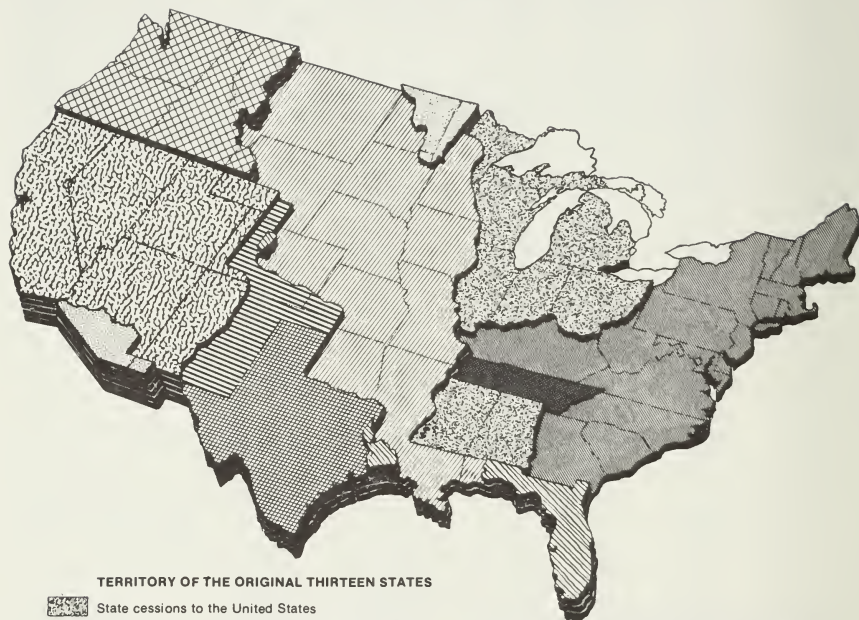 TERRITORY OF THE ORIGINAL THIRTEEN STATES
State cessions to the United States